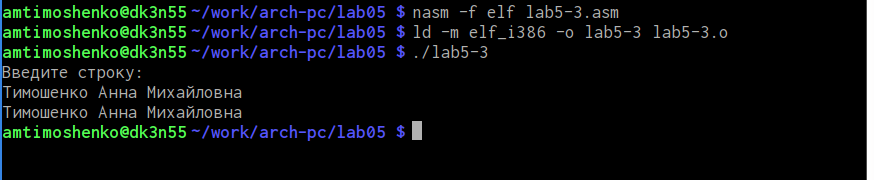 amtimoshenko@dk3n55 ~/work/arch-pc/lab05 $ nasm -f elf lab5-3.asm
amtimoshenko@dk3n55 ~/work/arch-pc/lab05 $ ld -m elf_i386 -o lab5-3 lab5-3.o
amtimoshenko@dk3n55 ~/work/arch-pc/lab05 $ ./lab5-3
Введите строку:
Тимошенко Анна Михайловна
Тимошенко Анна Михайловна
amtimoshenko@dk3n55 ~/work/arch-pc/lab05 $